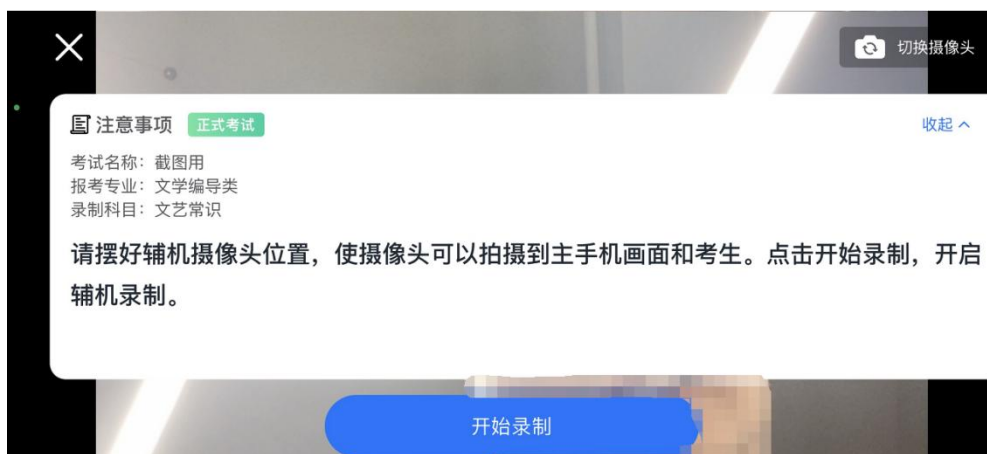 切换摄像头
注意事项 正式考试
收起
考试名称：截图用
报考专业：文学编导类
录制科目：文艺常识
请摆好辅机摄像头位置，使摄像头可以拍摄到主手机画面和考生。点击开始录制，开启
辅机录制。
开始录制